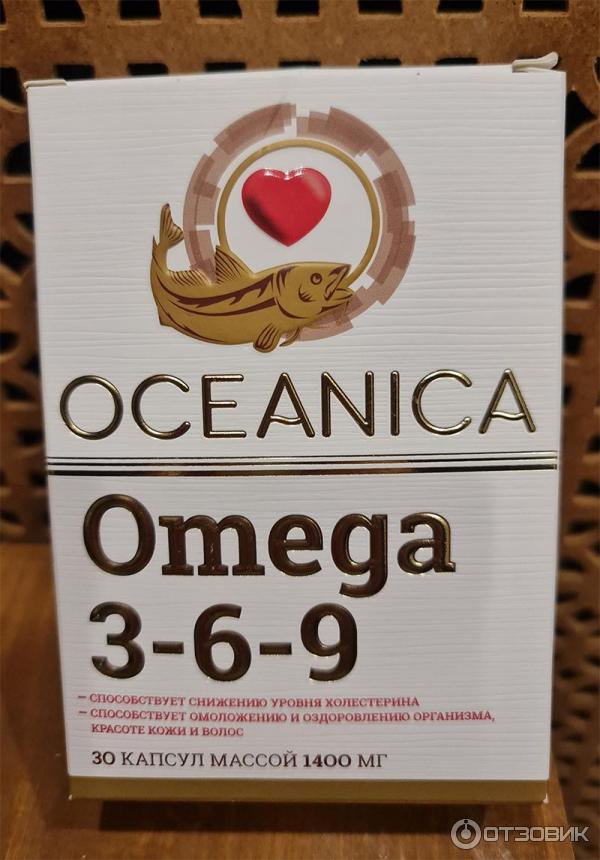 OCEANICA
Omega
3-6-9
– СПОСОБСТВУЕТ СНИЖЕНИЮ УРОВНЯ ХОЛЕСТЕРИНА
– СПОСОБСТВУЕТ ОМОЛОЖЕНИЮ И ОЗДОРОВЛЕНИЮ ОРГАНИЗМА,
КРАСОТЕ КОЖИ И ВОЛОС
30 КАПСУЛ МАССОЙ 1400 МГ
ОТЗОВИК